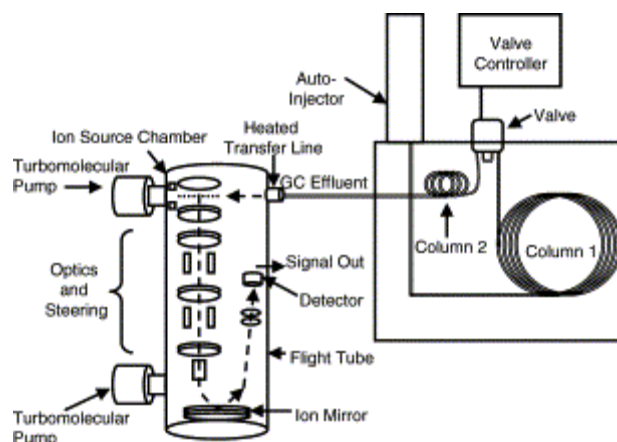 Valve
Controller
Auto-
Injector
Valve
Ion Source Chamber
Heated
Transfer Line
Turbomolecular
Pump
GC Effluent
Column 2
Column 1
Optics
and
Steering
Signal Out
Detector
Flight Tube
Turbomolecular
Pump
Ion Mirror